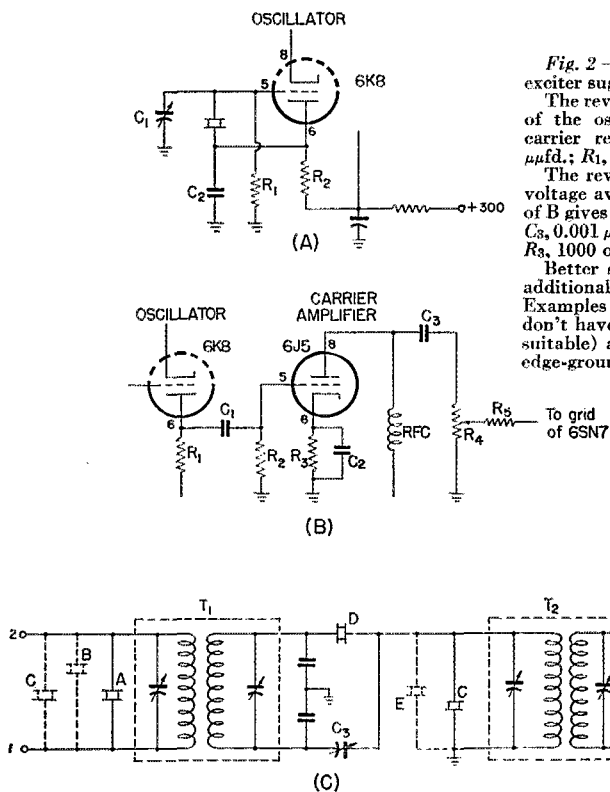 OSCILLATOR
8
6K8
5
6
C1
C2
R1
R2
+300
(A)
Fig. 2 –
exciter sug
The rev
of the os
carrier re
μμfd.; R1,
The rev
voltage av
of B gives
C3, 0.001 μ
R3, 1000 o
Better s
additional
Examples
don't have
suitable) a
edge-groun
OSCILLATOR
CARRIER
AMPLIFIER
6K8
6J5
8
5
6
8
C1
C3
R1
R2
R3
C2
RFC
R4
R5
To grid
of 6SN7
(B)
T1
D
T2
2
C
B
A
E
C
C3
1
(C)